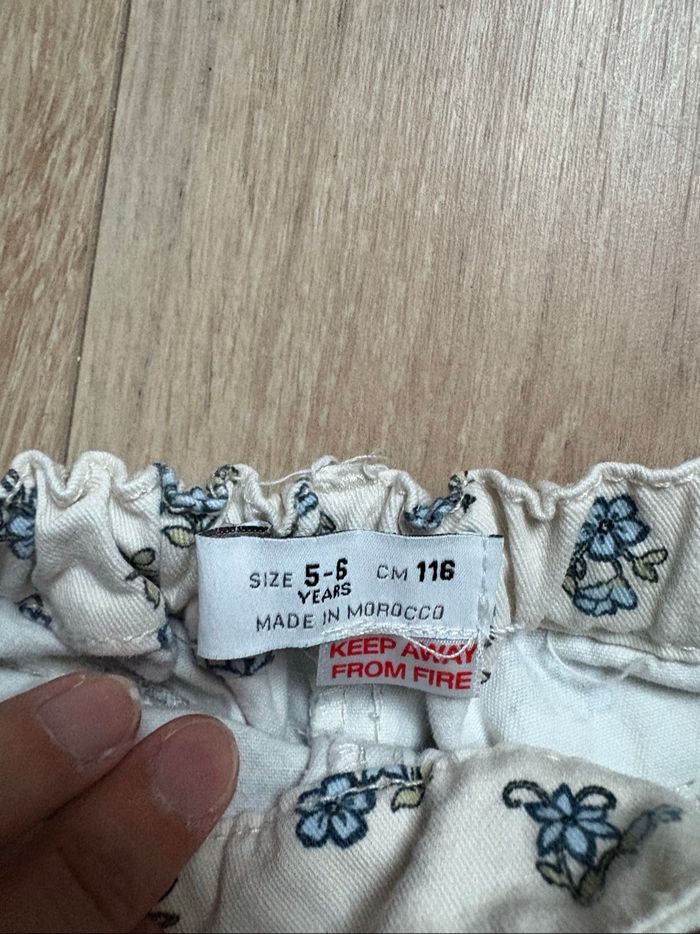 SIZE 5-6 CM 116
YEARS
MADE IN MOROCCO
KEEP AWAY
FROM FIRE